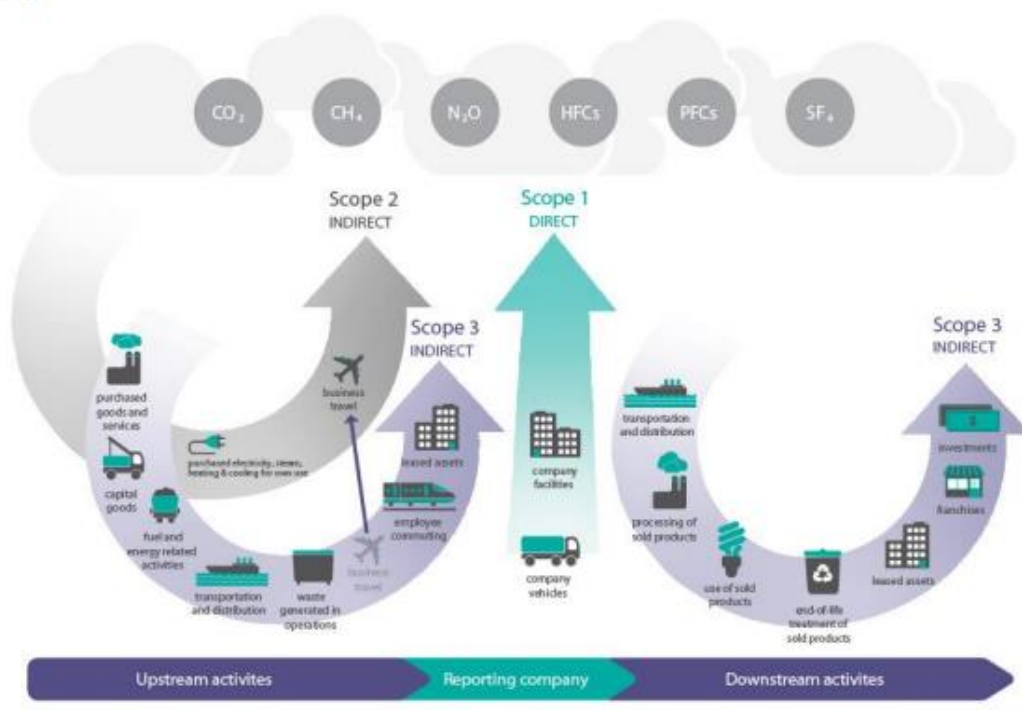 CO₂
CH₄
N₂O
HFCs
PFCs
SF₆
Scope 2
INDIRECT
Scope 1
DIRECT
Scope 3
INDIRECT
Scope 3
INDIRECT
purchased
goods and
services
capital
goods
fuel and
energy related
activities
transportation
and distribution
waste
generated in
operations
business
travel
employee
commuting
leased assets
purchased electricity, steam,
heating & cooling for own use
business
travel
company
facilities
company
vehicles
transportation
and distribution
processing of
sold products
use of sold
products
end-of-life
treatment of
sold products
leased assets
franchises
investments
Upstream activites
Reporting company
Downstream activites